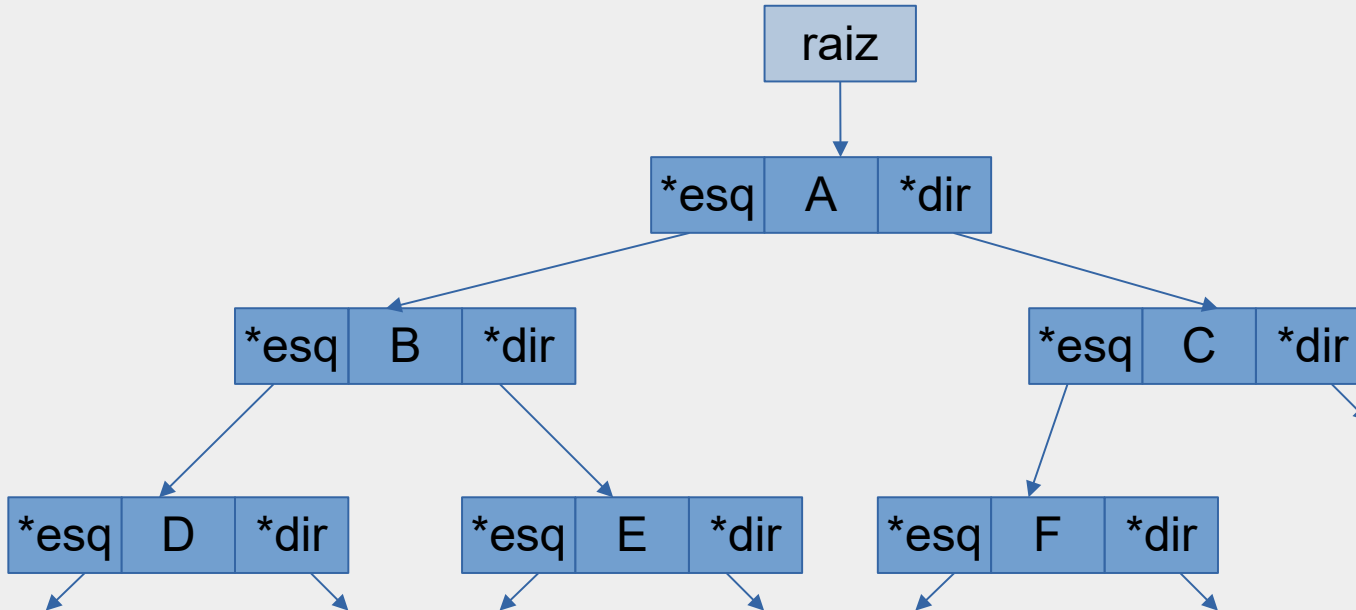 raiz
*esq A *dir
*esq B *dir
*esq C *dir
*esq D *dir
*esq E *dir
*esq F *dir